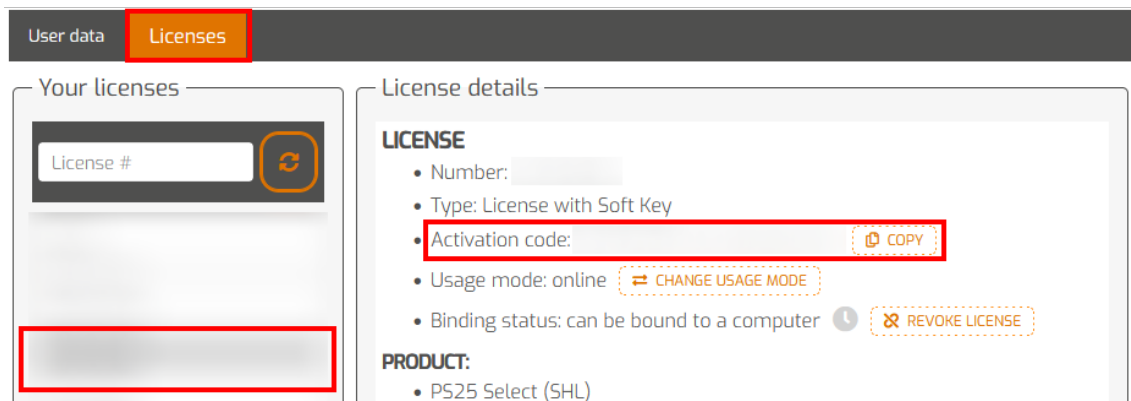 User data Licenses
Your licenses
License #
License details
LICENSE
• Number:
• Type: License with Soft Key
• Activation code: COPY
• Usage mode: online CHANGE USAGE MODE
• Binding status: can be bound to a computer REVOKE LICENSE
PRODUCT:
• PS25 Select (SHL)